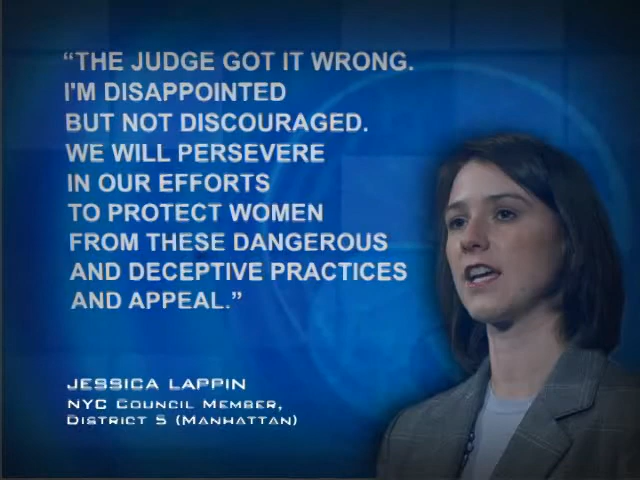 “THE JUDGE GOT IT WRONG.
I'M DISAPPOINTED
BUT NOT DISCOURAGED.
WE WILL PERSEVERE
IN OUR EFFORTS
TO PROTECT WOMEN
FROM THESE DANGEROUS
AND DECEPTIVE PRACTICES
AND APPEAL.”
JESSICA LAPPIN
NYC COUNCIL MEMBER,
DISTRICT 5 (MANHATTAN)